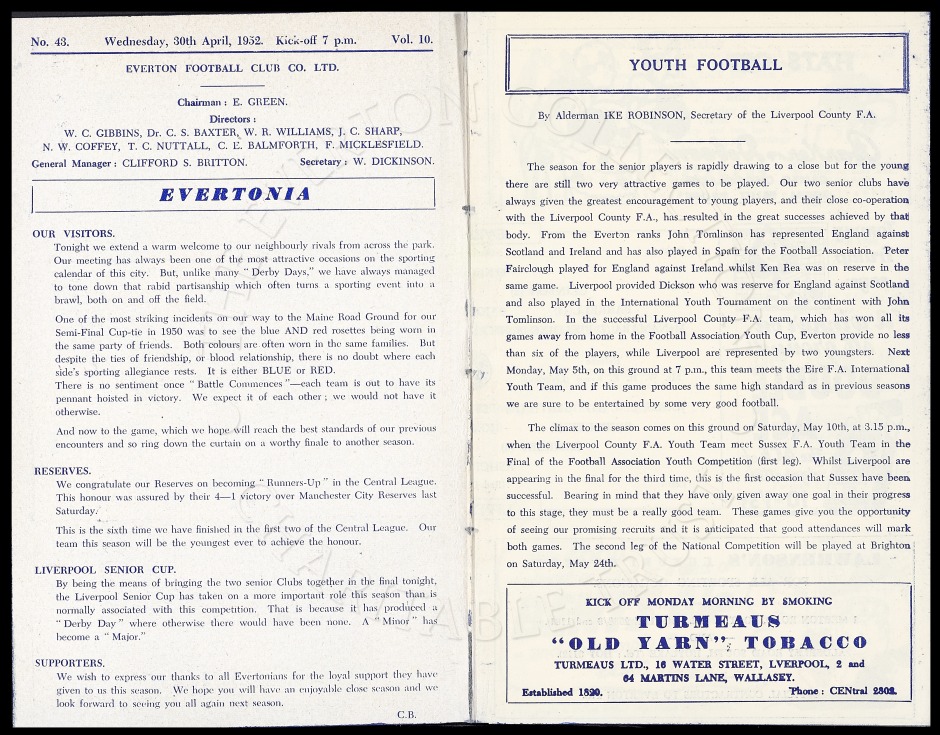 No. 43. Wednesday, 30th April, 1952. Kick-off 7 p.m. Vol. 10.
EVERTON FOOTBALL CLUB CO. LTD.
Chairman : E. GREEN.
Directors :
W. C. GIBBINS, Dr. C. S. BAXTER, W. R. WILLIAMS, J. C. SHARP,
N. W. COFFEY, T. C. NUTTALL, C. E. BALMFORTH, F. MICKLESFIELD.
General Manager : CLIFFORD S. BRITTON. Secretary : W. DICKINSON.
EVERTONIA
OUR VISITORS.
Tonight we extend a warm welcome to our neighbourly rivals from across the park.
Our meeting has always been one of the most attractive occasions on the sporting
calendar of this city. But, unlike many “ Derby Days,” we have always managed
to tone down that rabid partisanship which often turns a sporting event into a
brawl, both on and off the field.
One of the most striking incidents on our way to the Maine Road Ground for our
Semi-Final Cup-tie in 1950 was to see the blue AND red rosettes being worn in
the same party of friends. Both colours are often worn in the same families. But
despite the ties of friendship, or blood relationship, there is no doubt where each
side's sporting allegiance rests. It is either BLUE or RED.
There is no sentiment once “ Battle Commences ”—each team is out to have its
pennant hoisted in victory. We expect it of each other ; we would not have it
otherwise.
And now to the game, which we hope will reach the best standards of our previous
encounters and so ring down the curtain on a worthy finale to another season.
RESERVES.
We congratulate our Reserves on becoming “ Runners-Up ” in the Central League.
This honour was assured by their 4—1 victory over Manchester City Reserves last
Saturday.
This is the sixth time we have finished in the first two of the Central League. Our
team this season will be the youngest ever to achieve the honour.
LIVERPOOL SENIOR CUP.
By being the means of bringing the two senior Clubs together in the final tonight,
the Liverpool Senior Cup has taken on a more important role this season than is
normally associated with this competition. That is because it has produced a
“ Derby Day ” where otherwise there would have been none. A “ Minor ” has
become a “ Major.”
SUPPORTERS.
We wish to express our thanks to all Evertonians for the loyal support they have
given to us this season. We hope you will have an enjoyable close season and we
look forward to seeing you all again next season.
C.B.
YOUTH FOOTBALL
By Alderman IKE ROBINSON, Secretary of the Liverpool County F.A.
The season for the senior players is rapidly drawing to a close but for the young
there are still two very attractive games to be played. Our two senior clubs have
always given the greatest encouragement to young players, and their close co-operation
with the Liverpool County F.A., has resulted in the great successes achieved by that
body. From the Everton ranks John Tomlinson has represented England against
Scotland and Ireland and has also played in Spain for the Football Association. Peter
Fairclough played for England against Ireland whilst Ken Rea was on reserve in the
same game. Liverpool provided Dickson who was reserve for England against Scotland
and also played in the International Youth Tournament on the continent with John
Tomlinson. In the successful Liverpool County F.A. team, which has won all its
games away from home in the Football Association Youth Cup, Everton provide no less
than six of the players, while Liverpool are represented by two youngsters. Next
Monday, May 5th, on this ground at 7 p.m., this team meets the Eire F.A. International
Youth Team, and if this game produces the same high standard as in previous seasons
we are sure to be entertained by some very good football.
The climax to the season comes on this ground on Saturday, May 10th, at 3.15 p.m.,
when the Liverpool County F.A. Youth Team meet Sussex F.A. Youth Team in the
Final of the Football Association Youth Competition (first leg). Whilst Liverpool are
appearing in the final for the third time, this is the first occasion that Sussex have been
successful. Bearing in mind that they have only given away one goal in their progress
to this stage, they must be a really good team. These games give you the opportunity
of seeing our promising recruits and it is anticipated that good attendances will mark
both games. The second leg of the National Competition will be played at Brighton
on Saturday, May 24th.
KICK OFF MONDAY MORNING BY SMOKING
TURMEAUS
“OLD YARN” TOBACCO
TURMEAUS LTD., 16 WATER STREET, LVERPOOL, 2 and
64 MARTINS LANE, WALLASEY.
Established 1820. 'Phone : CENtral 2302.